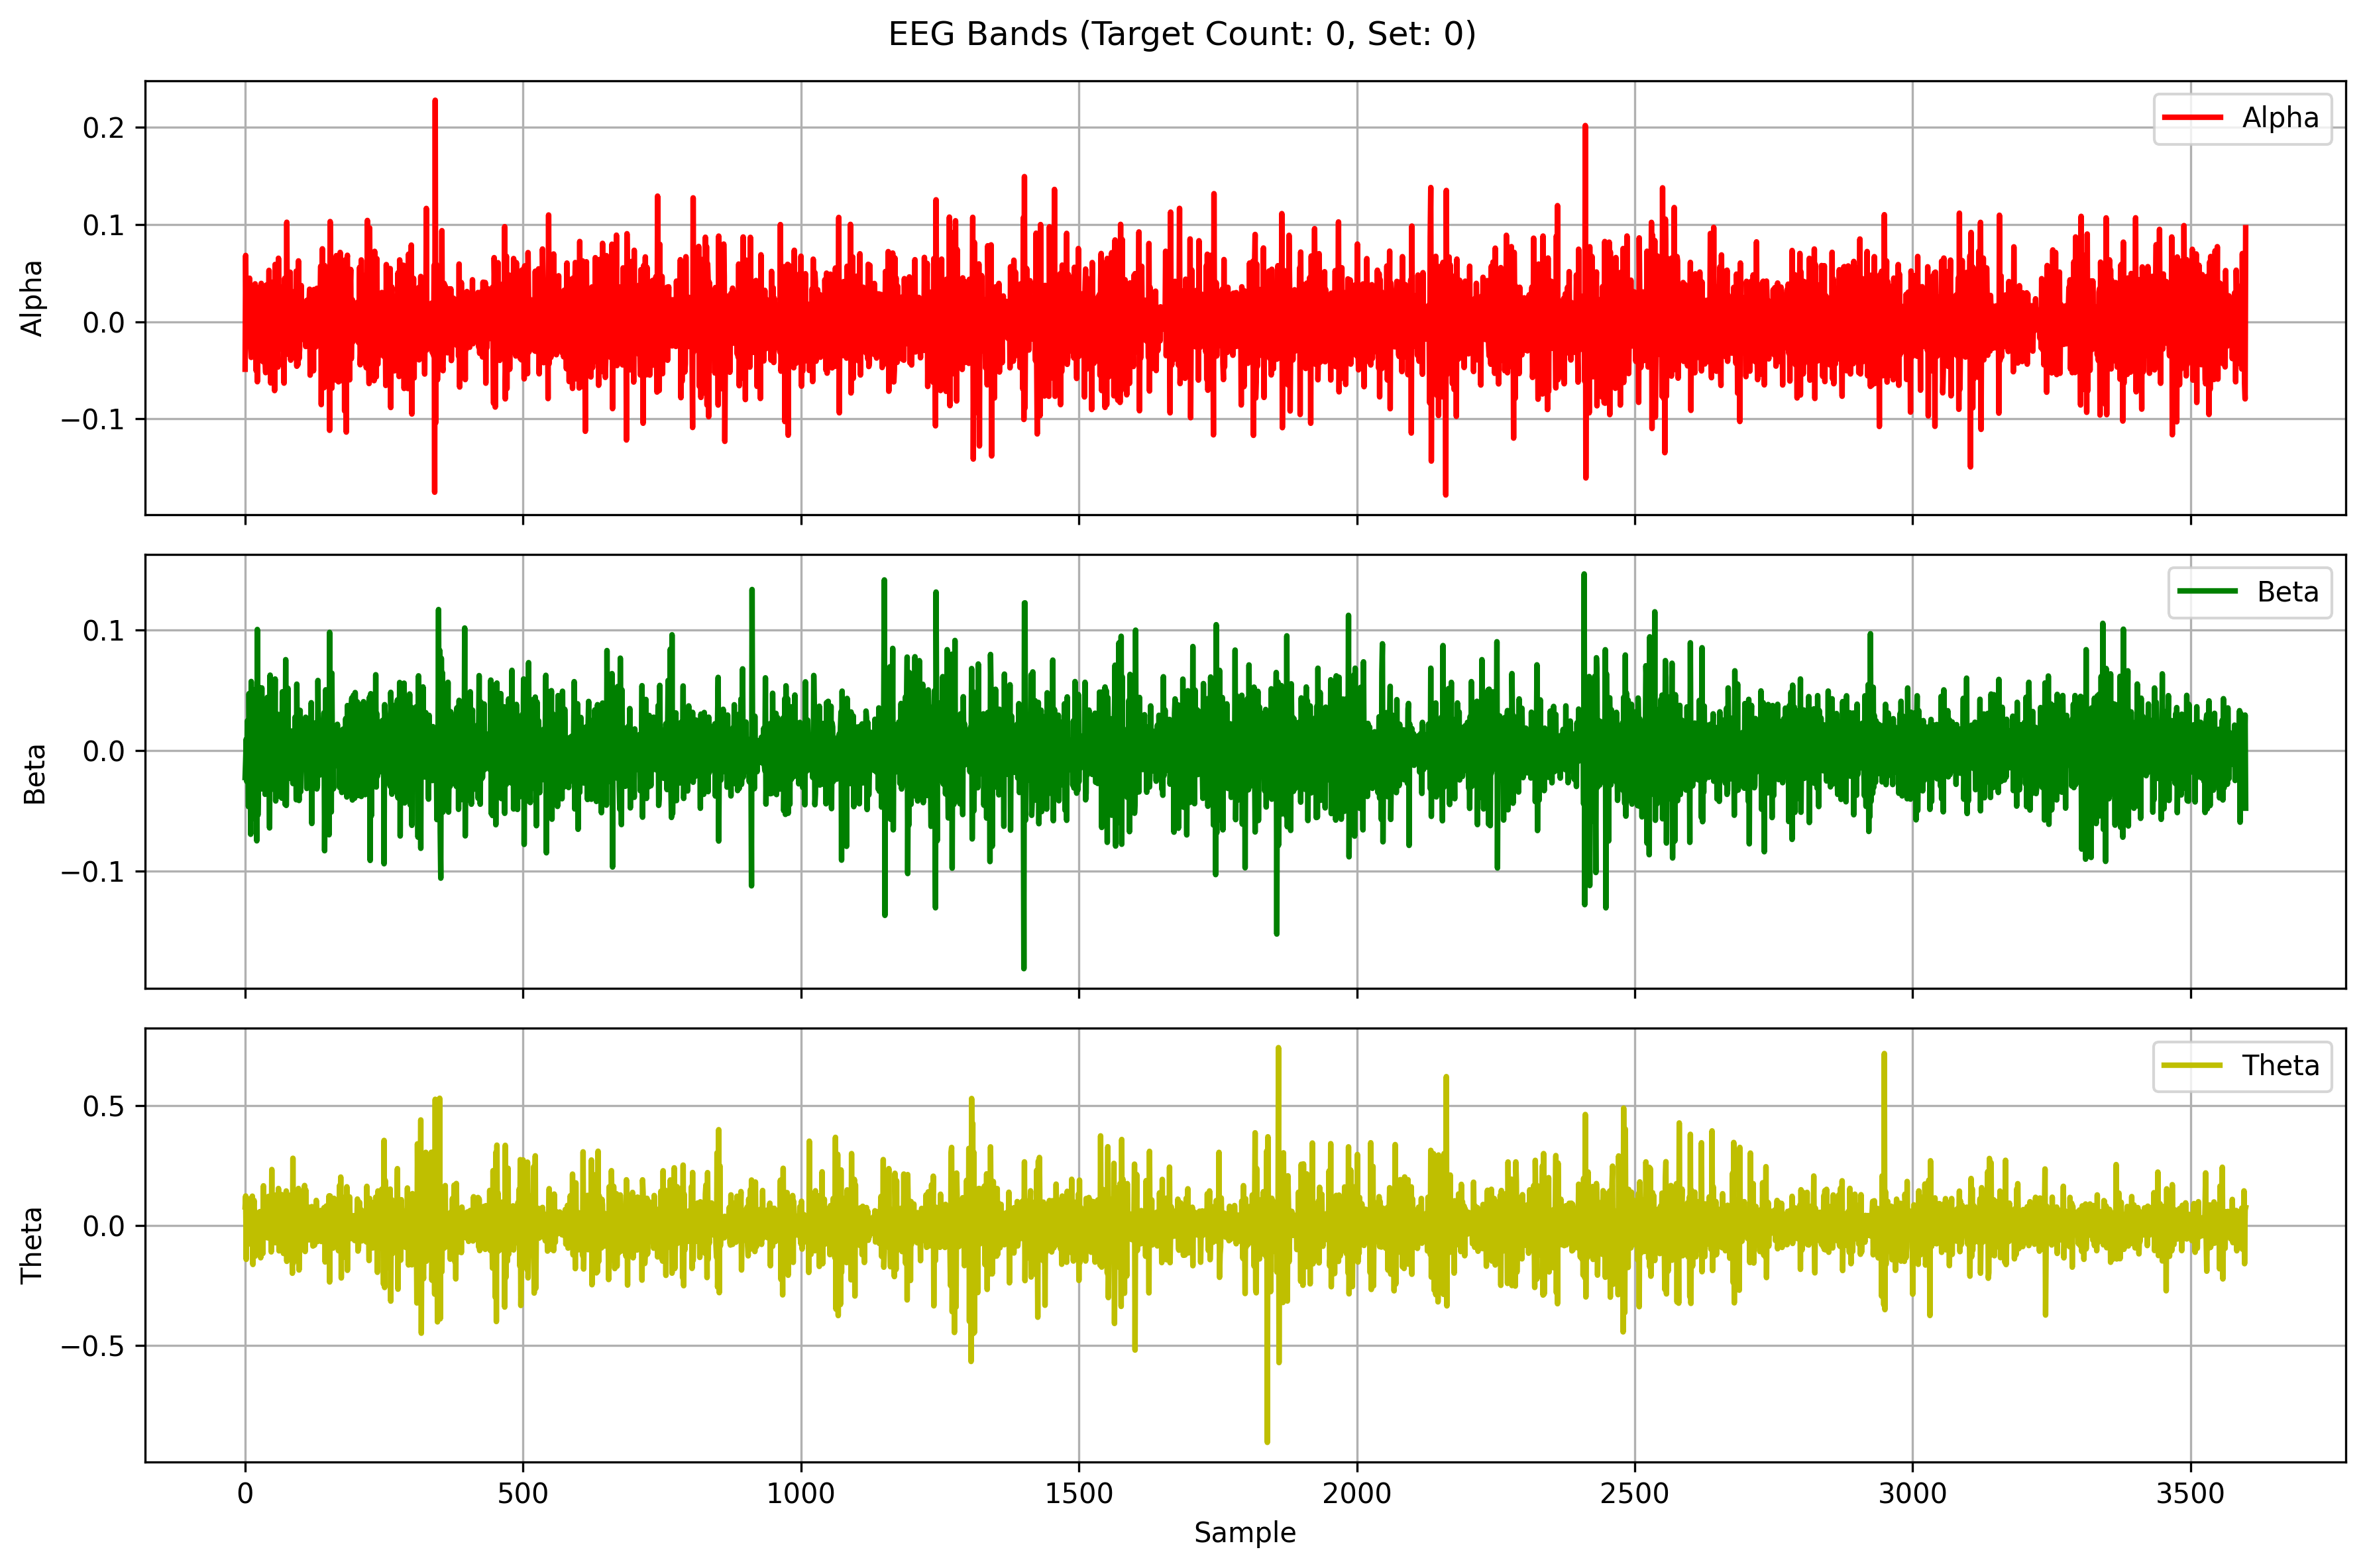 EEG Bands (Target Count: 0, Set: 0)
0.2
0.1
0.0
−0.1
Alpha
Alpha
0.1
0.0
−0.1
Beta
Beta
0.5
0.0
−0.5
Theta
Theta
0 500 1000 1500 2000 2500 3000 3500
Sample